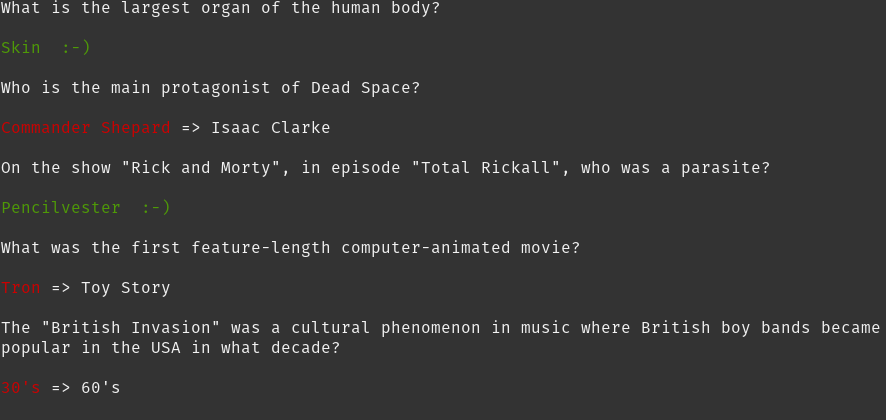 What is the largest organ of the human body?
Skin  :-)
Who is the main protagonist of Dead Space?
Commander Shepard => Isaac Clarke
On the show "Rick and Morty", in episode "Total Rickall", who was a parasite?
Pencilvester  :-)
What was the first feature-length computer-animated movie?
Tron => Toy Story
The "British Invasion" was a cultural phenomenon in music where British boy bands became
popular in the USA in what decade?
30's => 60's